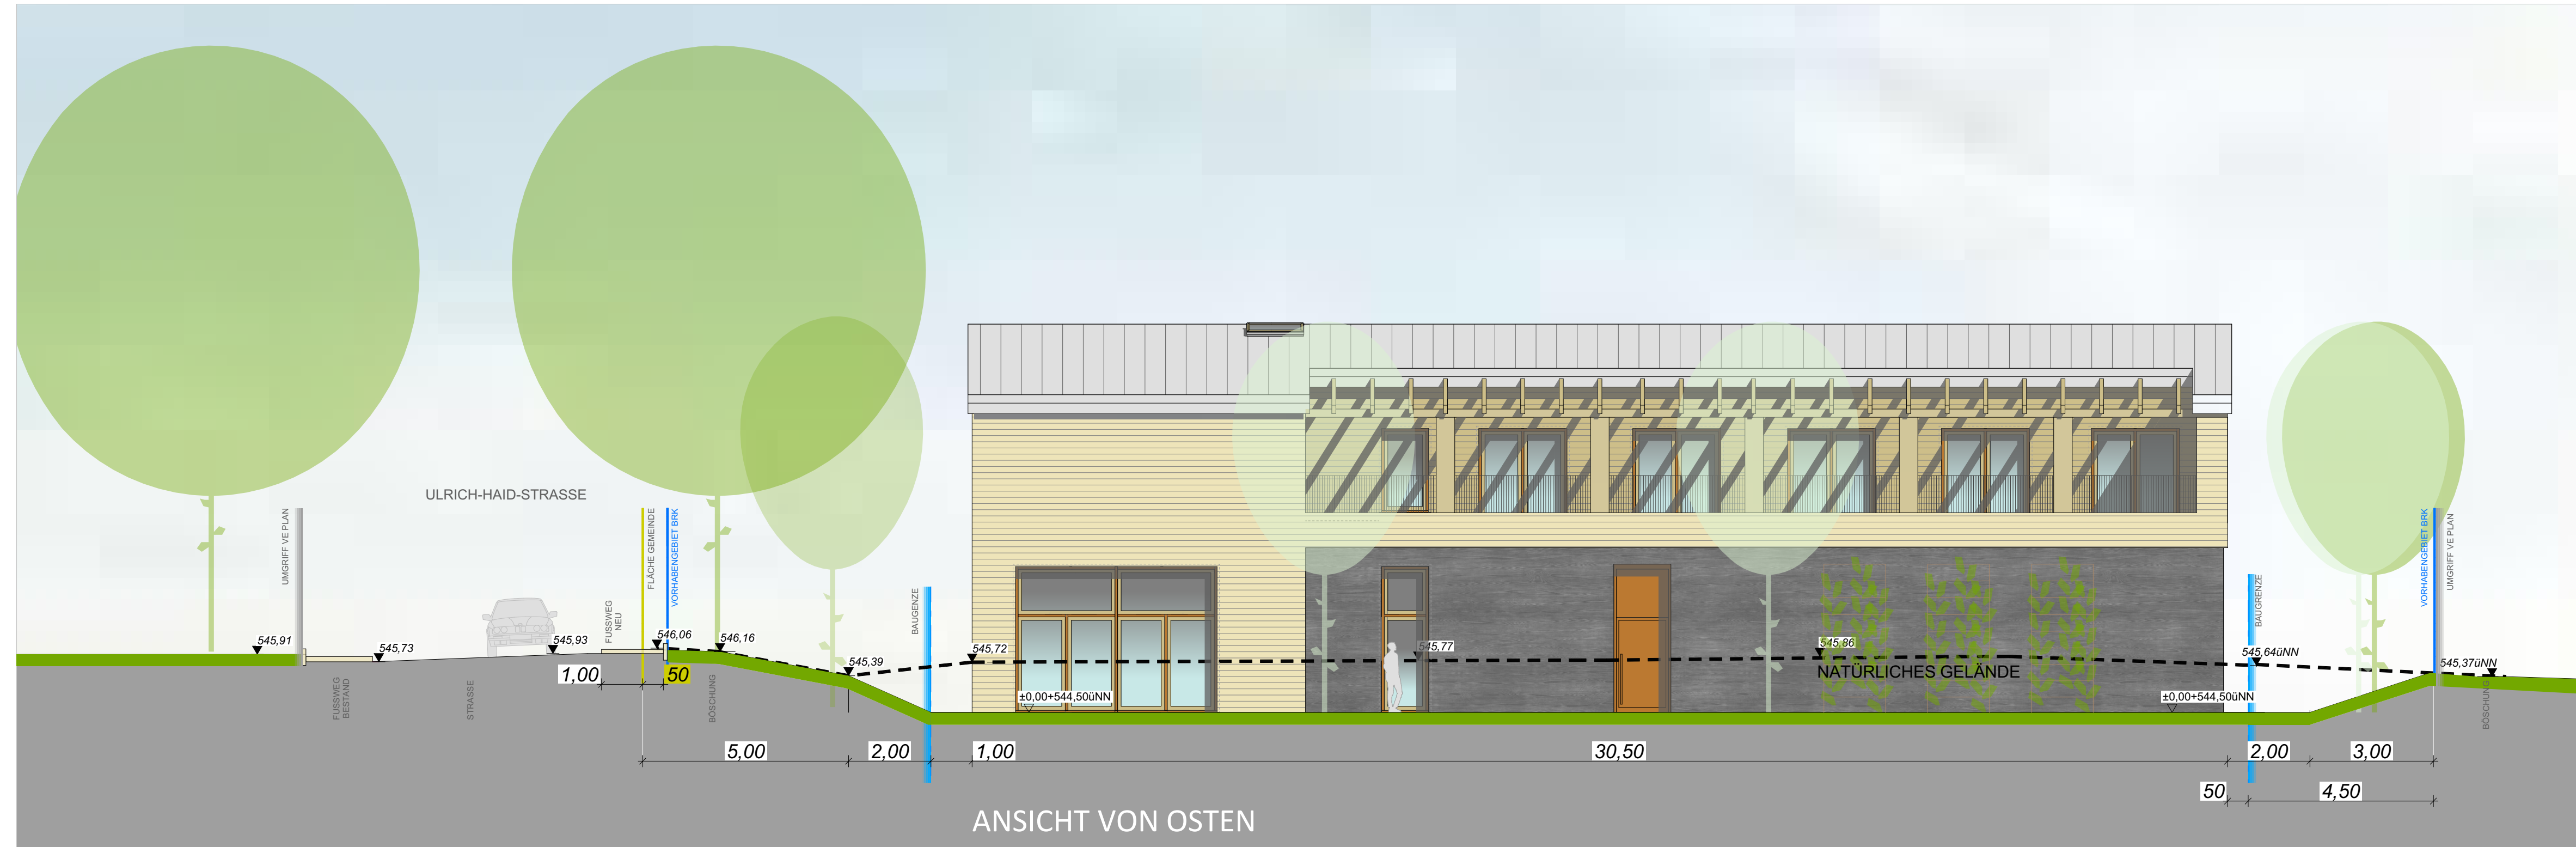 ULRICH-HAID-STRASSE
UMGRIFF VE PLAN
545,91
545,73
FUSSWEG
BESTAND
STRASSE
545,93
FUSSWEG
NEU
1,00
50
FLÄCHE GEMEINDE
VORHABENGEBIET BRK
546,06
546,16
BÖSCHUNG
545,39
BAUGENZE
545,72
±0,00+544,50üNN
545,77
545,86
NATÜRLICHES GELÄNDE
±0,00+544,50üNN
BAUGRENZE
545,64üNN
VORHABENGEBIET BRK
UMGRIFF VE PLAN
545,37üNN
BÖSCHUNG
5,00
2,00
1,00
30,50
2,00
3,00
50
4,50
ANSICHT VON OSTEN